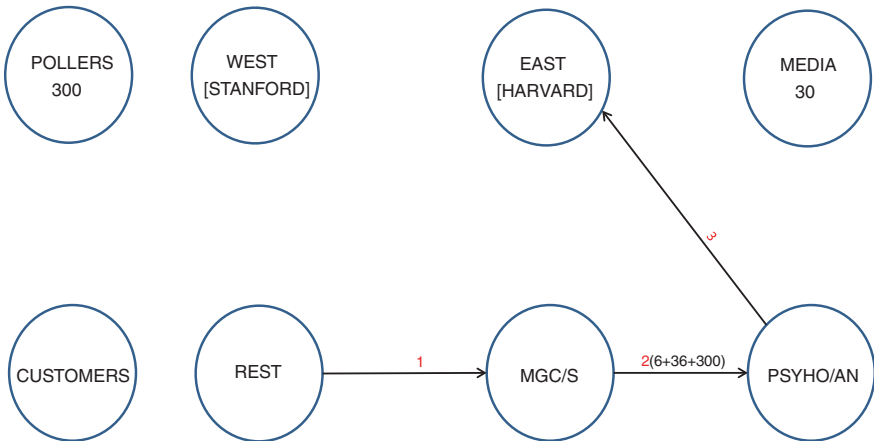 POLLERS
300
WEST
[STANFORD]
EAST
[HARVARD]
MEDIA
30
3
CUSTOMERS
REST
1
MGC/S
2(6+36+300)
PSYHO/AN